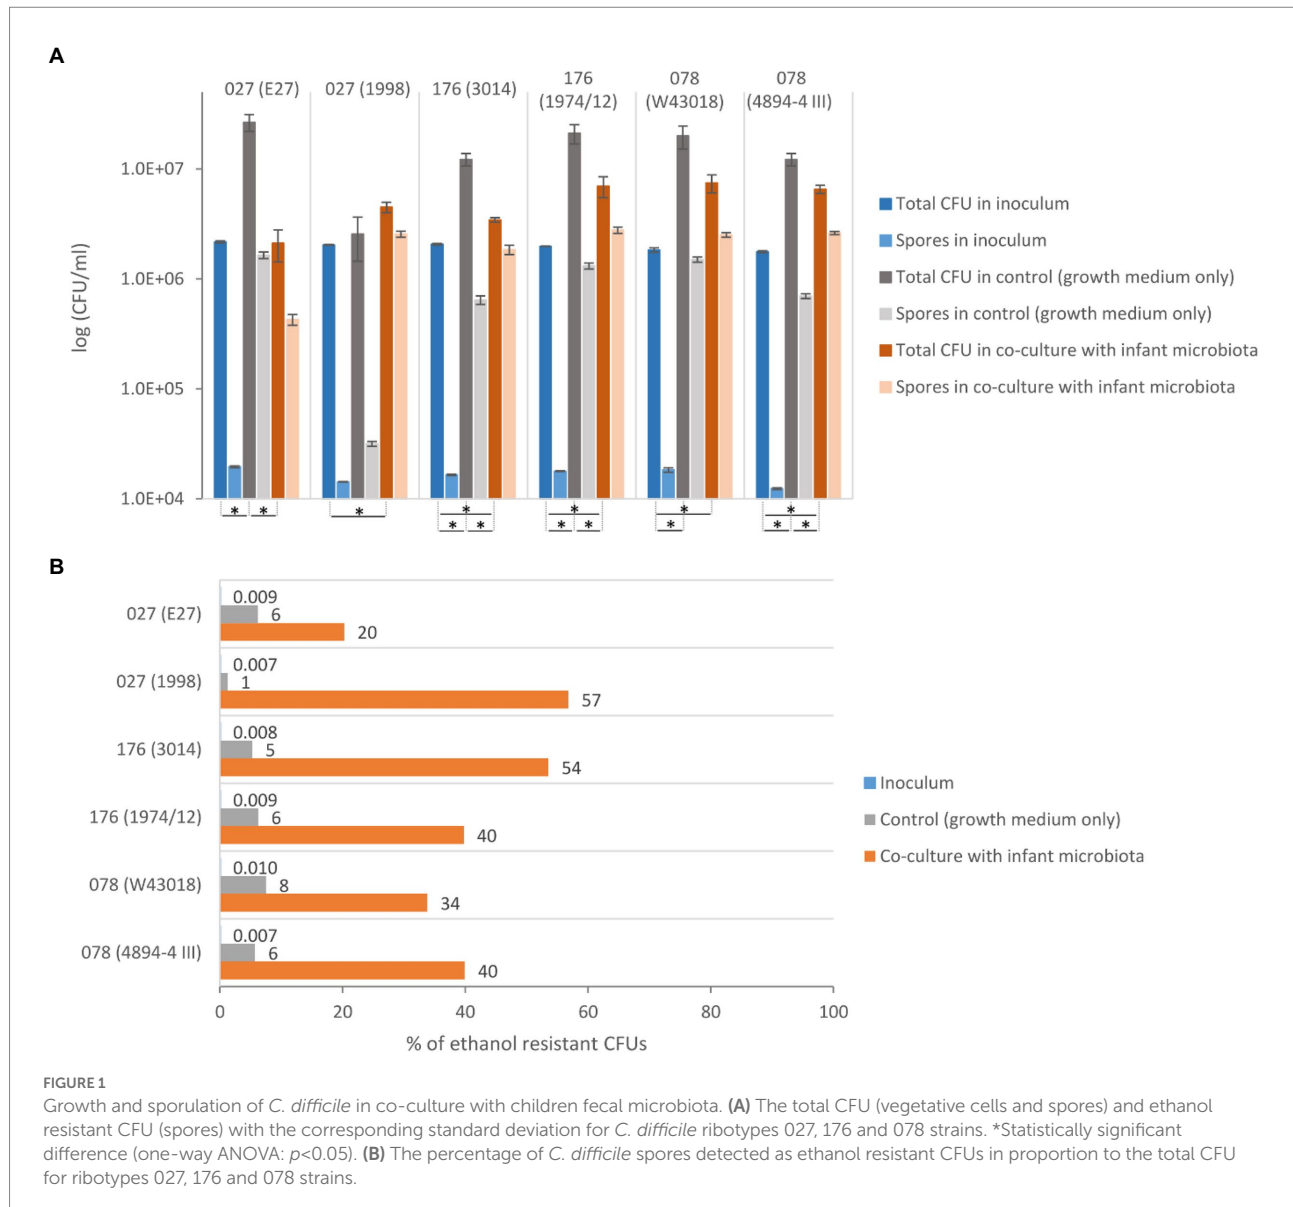 A
027 (E27)
027 (1998)
176 (3014)
176
(1974/12)
078
(W43018)
078
(4894-4 III)
log (CFU/ml)
1.0E+07
1.0E+06
1.0E+05
1.0E+04
* *
*
*
* *
*
* *
*
*
*
* *
Total CFU in inoculum
Spores in inoculum
Total CFU in control (growth medium only)
Spores in control (growth medium only)
Total CFU in co-culture with infant microbiota
Spores in co-culture with infant microbiota
B
027 (E27)
0.009
6
20
027 (1998)
0.007
1
57
176 (3014)
0.008
5
54
176 (1974/12)
0.009
6
40
078 (W43018)
0.010
8
34
078 (4894-4 III)
0.007
6
40
0 20 40 60 80 100
% of ethanol resistant CFUs
Inoculum
Control (growth medium only)
Co-culture with infant microbiota
FIGURE 1
Growth and sporulation of C. difficile in co-culture with children fecal microbiota. (A) The total CFU (vegetative cells and spores) and ethanol
resistant CFU (spores) with the corresponding standard deviation for C. difficile ribotypes 027, 176 and 078 strains. *Statistically significant
difference (one-way ANOVA: p<0.05). (B) The percentage of C. difficile spores detected as ethanol resistant CFUs in proportion to the total CFU
for ribotypes 027, 176 and 078 strains.